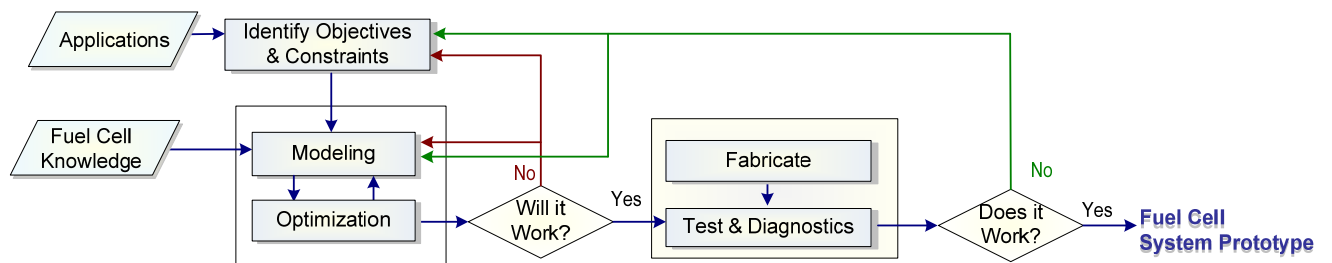 Applications
Identify Objectives
& Constraints
Fuel Cell
Knowledge
Modeling
Optimization
No
Will it
Work?
Yes
Fabricate
Test & Diagnostics
No
Does it
Work?
Yes
Fuel Cell
System Prototype